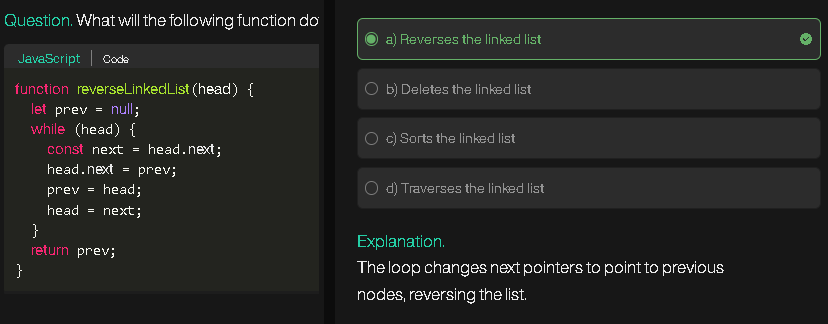 Question. What will the following function do
JavaScript | Code
function reverseLinkedList(head) {
let prev = null;
while (head) {
const next = head.next;
head.next = prev;
prev = head;
head = next;
}
return prev;
}
a) Reverses the linked list
b) Deletes the linked list
c) Sorts the linked list
d) Traverses the linked list
Explanation.
The loop changes next pointers to point to previous
nodes, reversing the list.